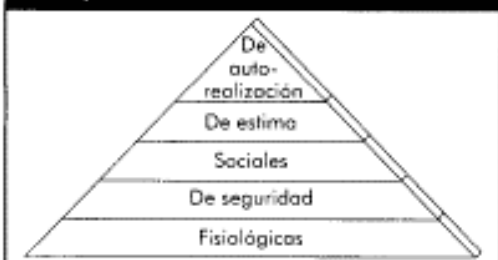 De
auto-
realización
De estima
Sociales
De seguridad
Fisiológicas